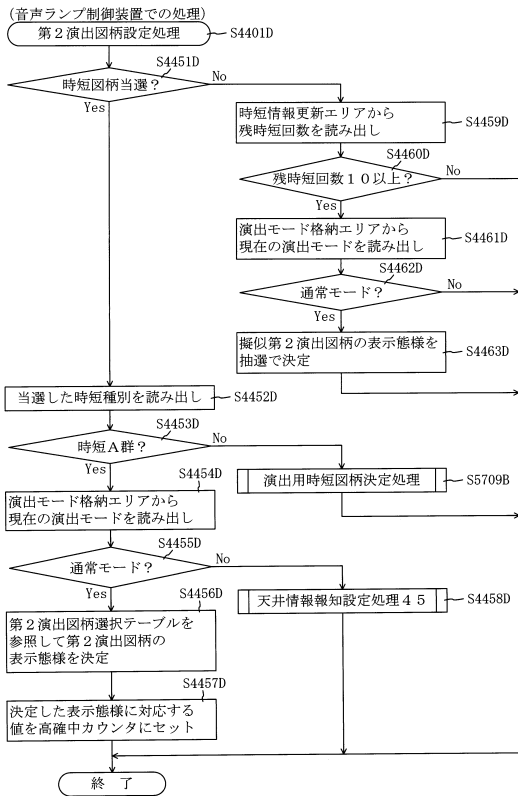 (音声ランプ制御装置での処理)
第2演出図柄設定処理
S4401D
S4451D
時短図柄当選?
No
Yes
時短情報更新エリアから
残時短回数を読み出し
S4459D
S4460D
残時短回数10以上?
No
Yes
演出モード格納エリアから
現在の演出モードを読み出し
S4461D
S4462D
通常モード?
No
Yes
擬似第2演出図柄の表示態様を
抽選で決定
S4463D
当選した時短種別を読み出し
S4452D
S4453D
時短A群?
No
Yes
演出用時短図柄決定処理
S5709B
S4454D
演出モード格納エリアから
現在の演出モードを読み出し
S4455D
通常モード?
No
Yes
天井情報報知設定処理45
S4458D
S4456D
第2演出図柄選択テーブルを
参照して第2演出図柄の
表示態様を決定
S4457D
決定した表示態様に対応する
値を高確中カウンタにセット
終了